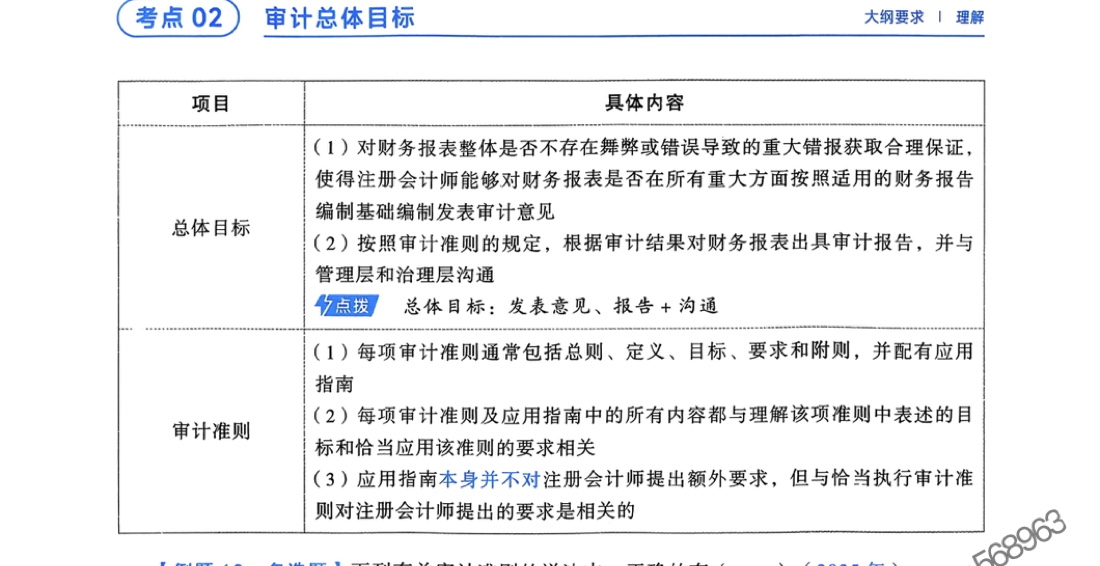 考点 02 审计总体目标 大纲要求 | 理解
项目 具体内容
总体目标
(1)对财务报表整体是否不存在舞弊或错误导致的重大错报获取合理保证,
使得注册会计师能够对财务报表是否在所有重大方面按照适用的财务报告
编制基础编制发表审计意见
(2)按照审计准则的规定,根据审计结果对财务报表出具审计报告,并与
管理层和治理层沟通
点拨 总体目标:发表意见、报告+沟通
审计准则
(1)每项审计准则通常包括总则、定义、目标、要求和附则,并配有应用
指南
(2)每项审计准则及应用指南中的所有内容都与理解该项准则中表述的目
标和恰当应用该准则的要求相关
(3)应用指南本身并不对注册会计师提出额外要求,但与恰当执行审计准
则对注册会计师提出的要求是相关的
568963